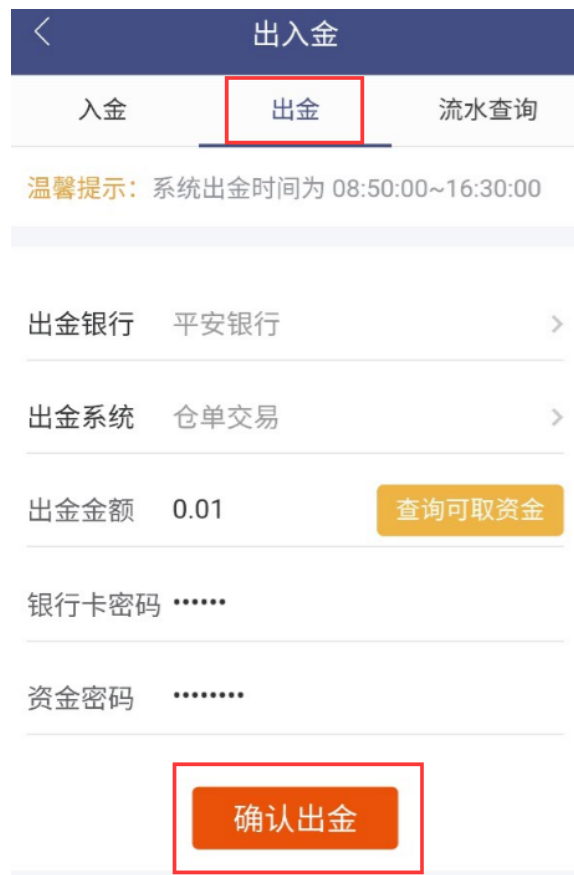 出入金
入金 出金 流水查询
温馨提示：系统出金时间为 08:50:00~16:30:00
出金银行 平安银行
出金系统 仓单交易
出金金额 0.01 查询可取资金
银行卡密码 ••••••
资金密码 ••••••••
确认出金